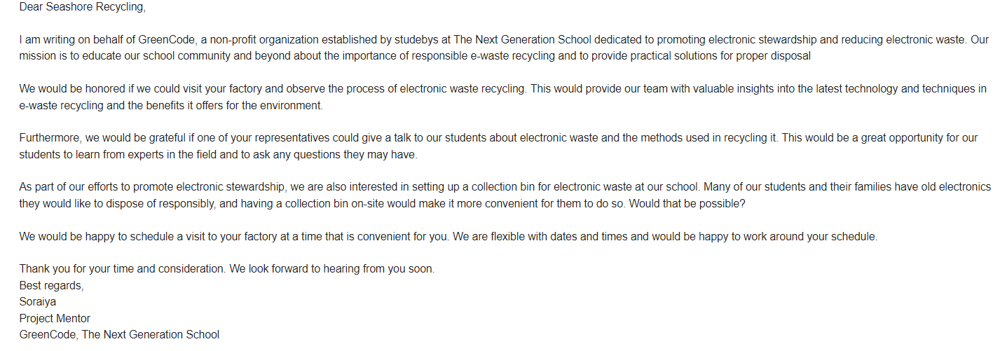 Dear Seashore Recycling,
I am writing on behalf of GreenCode, a non-profit organization established by studebys at The Next Generation School dedicated to promoting electronic stewardship and reducing electronic waste. Our
mission is to educate our school community and beyond about the importance of responsible e-waste recycling and to provide practical solutions for proper disposal
We would be honored if we could visit your factory and observe the process of electronic waste recycling. This would provide our team with valuable insights into the latest technology and techniques in
e-waste recycling and the benefits it offers for the environment.
Furthermore, we would be grateful if one of your representatives could give a talk to our students about electronic waste and the methods used in recycling it. This would be a great opportunity for our
students to learn from experts in the field and to ask any questions they may have.
As part of our efforts to promote electronic stewardship, we are also interested in setting up a collection bin for electronic waste at our school. Many of our students and their families have old electronics
they would like to dispose of responsibly, and having a collection bin on-site would make it more convenient for them to do so. Would that be possible?
We would be happy to schedule a visit to your factory at a time that is convenient for you. We are flexible with dates and times and would be happy to work around your schedule.
Thank you for your time and consideration. We look forward to hearing from you soon.
Best regards,
Soraiya
Project Mentor
GreenCode, The Next Generation School